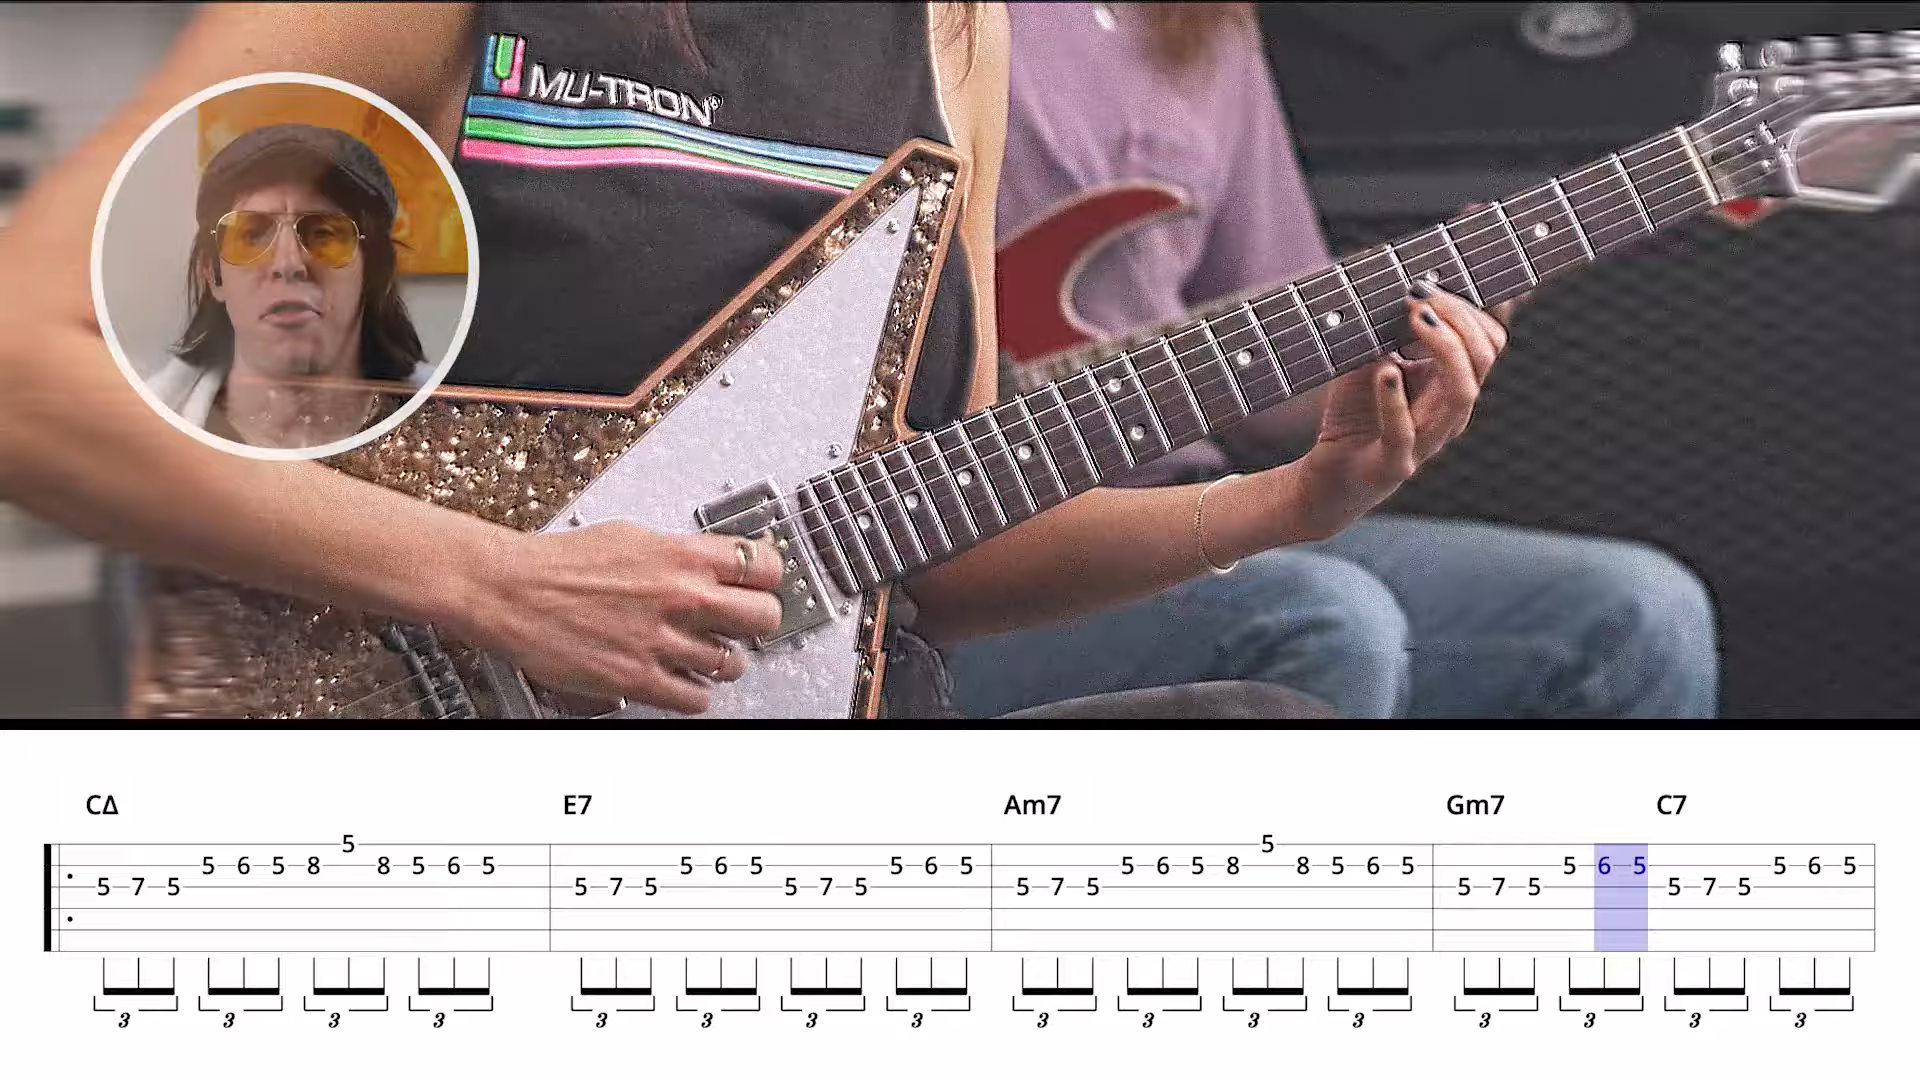 MU-TRON®
CΔ E7 Am7 Gm7 C7
5 5
5 6 5 8 8 5 6 5 5 6 5 5 6 5 5 6 5 8 8 5 6 5 5 6 5 5 6 5
5 7 5 5 7 5 5 7 5 5 7 5 5 7 5 5 7 5
3 3 3 3 3 3 3 3 3 3 3 3 3 3 3 3